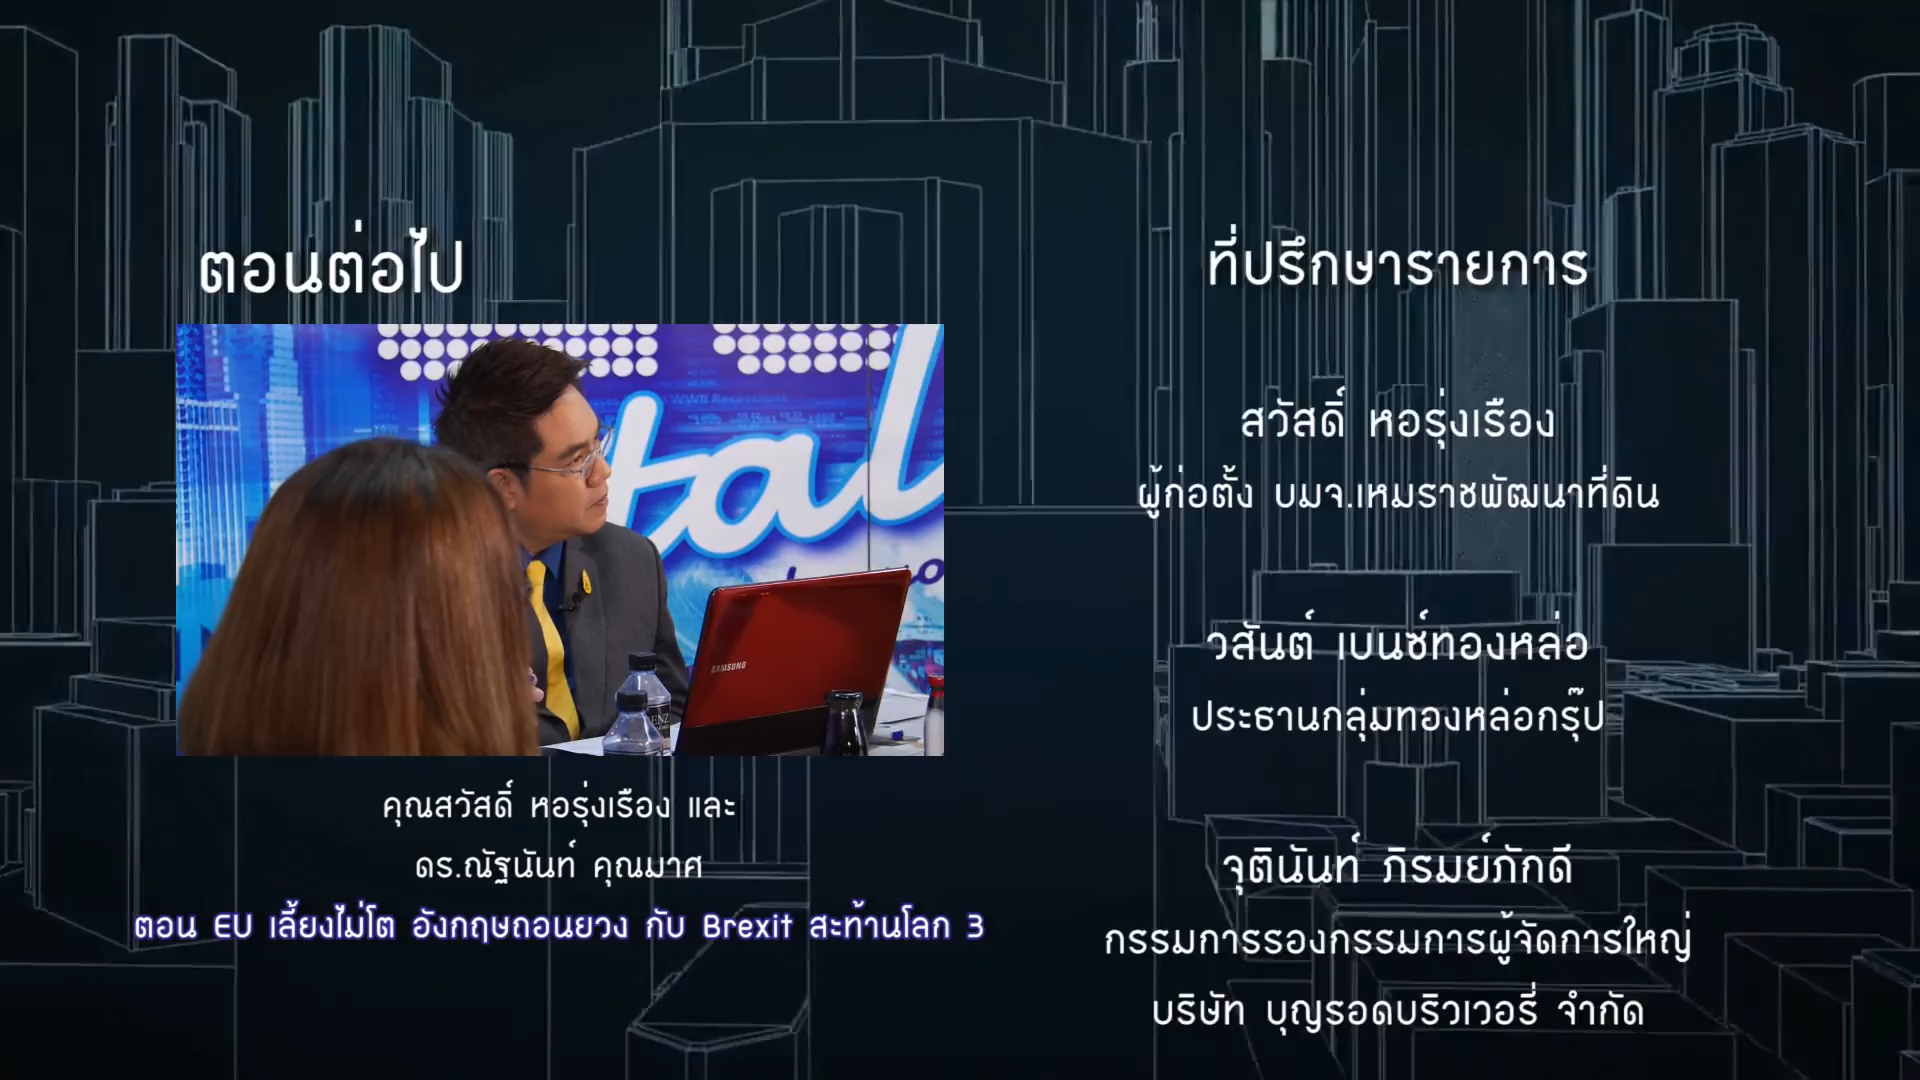 ตอนต่อไป
tal
SAMSUNG
คุณสวัสดิ์ หอรุ่งเรือง และ
ดร.ณัฐนันท์ คุณมาศ
ตอน EU เลี้ยงไม่โต อังกฤษถอนยวง กับ Brexit สะท้านโลก 3
ที่ปรึกษารายการ
สวัสดิ์ หอรุ่งเรือง
ผู้ก่อตั้ง บมจ.เหมราชพัฒนาที่ดิน
วสันต์ เบนซ์ทองหล่อ
ประธานกลุ่มทองหล่อกรุ๊ป
จุตินันท์ ภิรมย์ภักดี
กรรมการรองกรรมการผู้จัดการใหญ่
บริษัท บุญรอดบริวเวอรี่ จำกัด